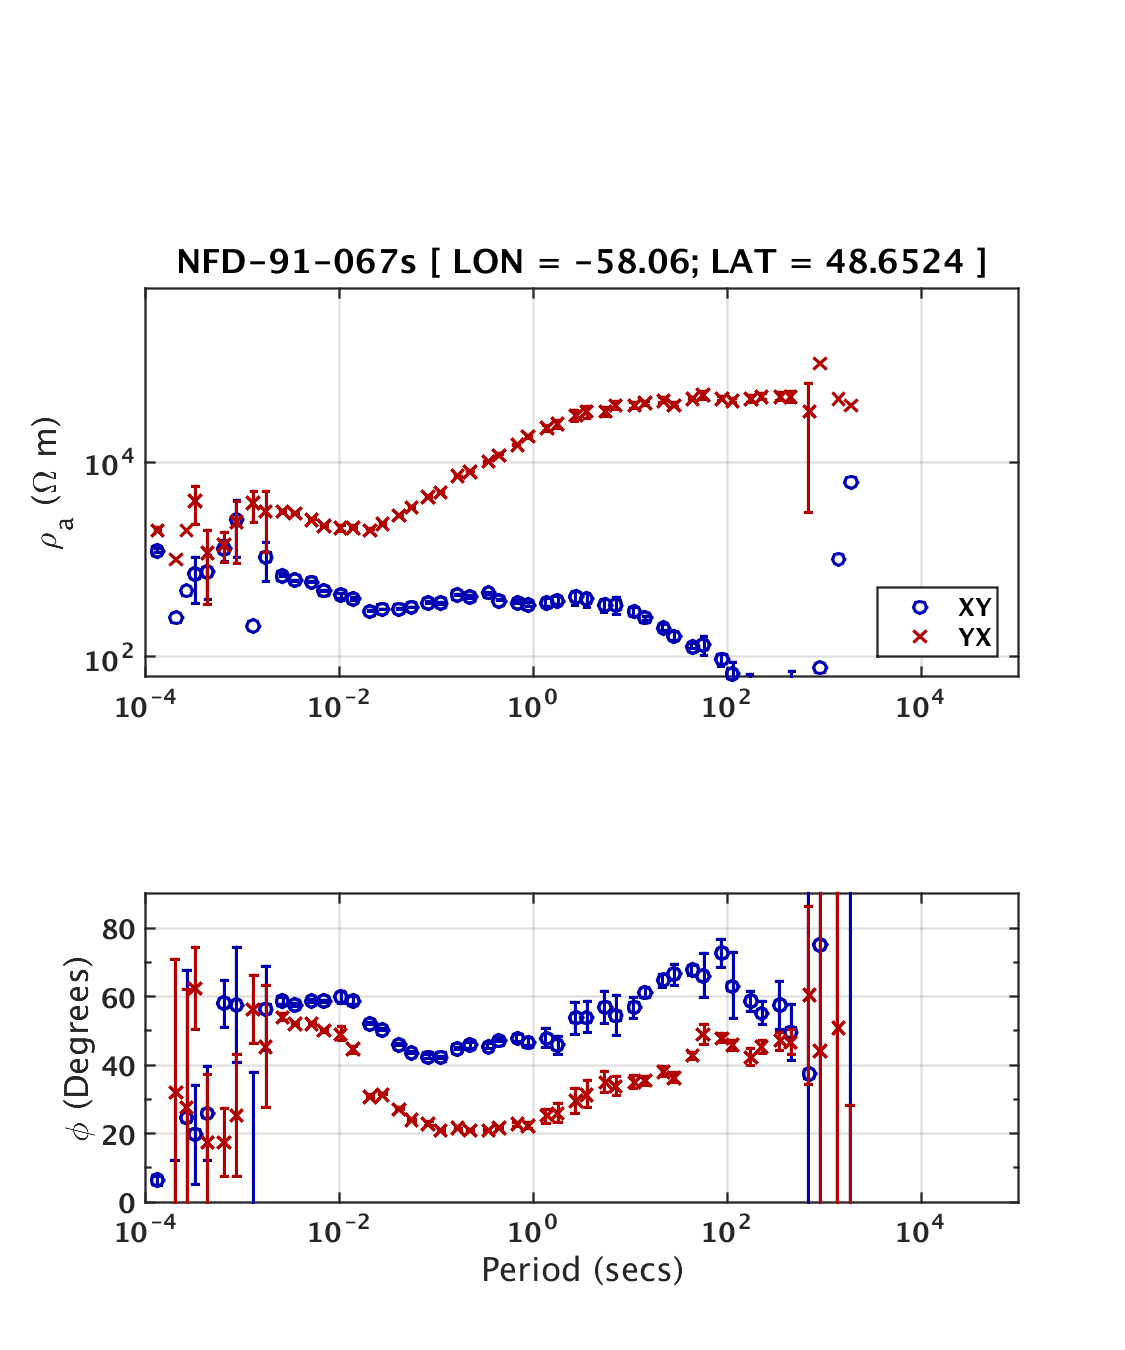 NFD-91-067s [ LON = -58.06; LAT = 48.6524 ]
ρa (Ω m)
10^4
10^2
XY
YX
10^-4 10^-2 10^0 10^2 10^4
ϕ (Degrees)
80
60
40
20
0
10^-4 10^-2 10^0 10^2 10^4
Period (secs)